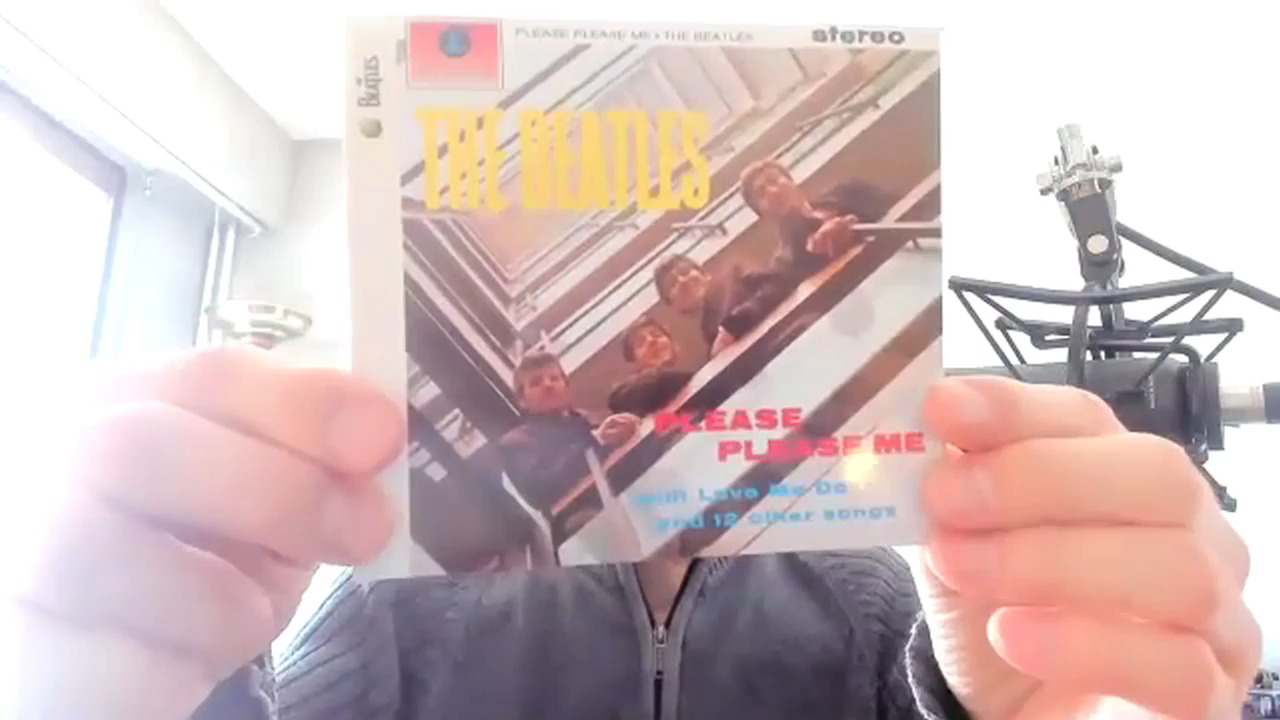 PLEASE PLEASE ME • THE BEATLES
stereo
Beatles
THE BEATLES
PLEASE
PLEASE ME
with Love Me Do
and 12 other songs